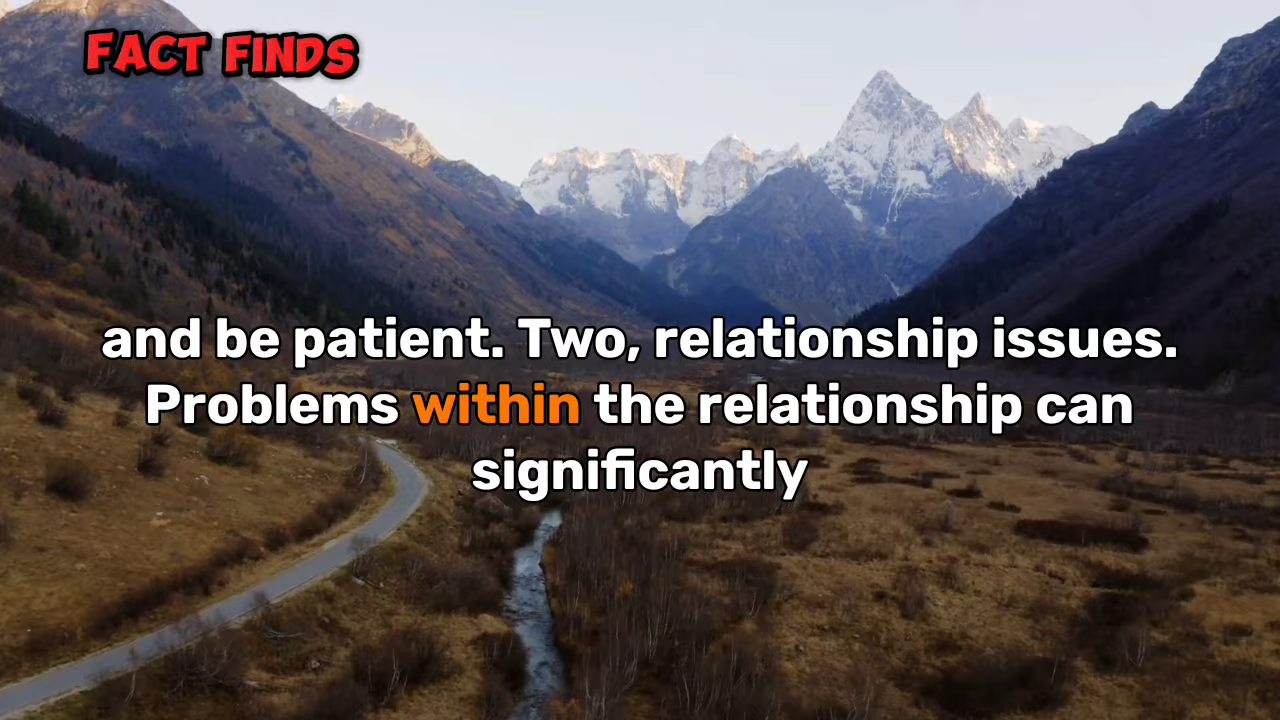 FACT FINDS
and be patient. Two, relationship issues.
Problems within the relationship can
significantly